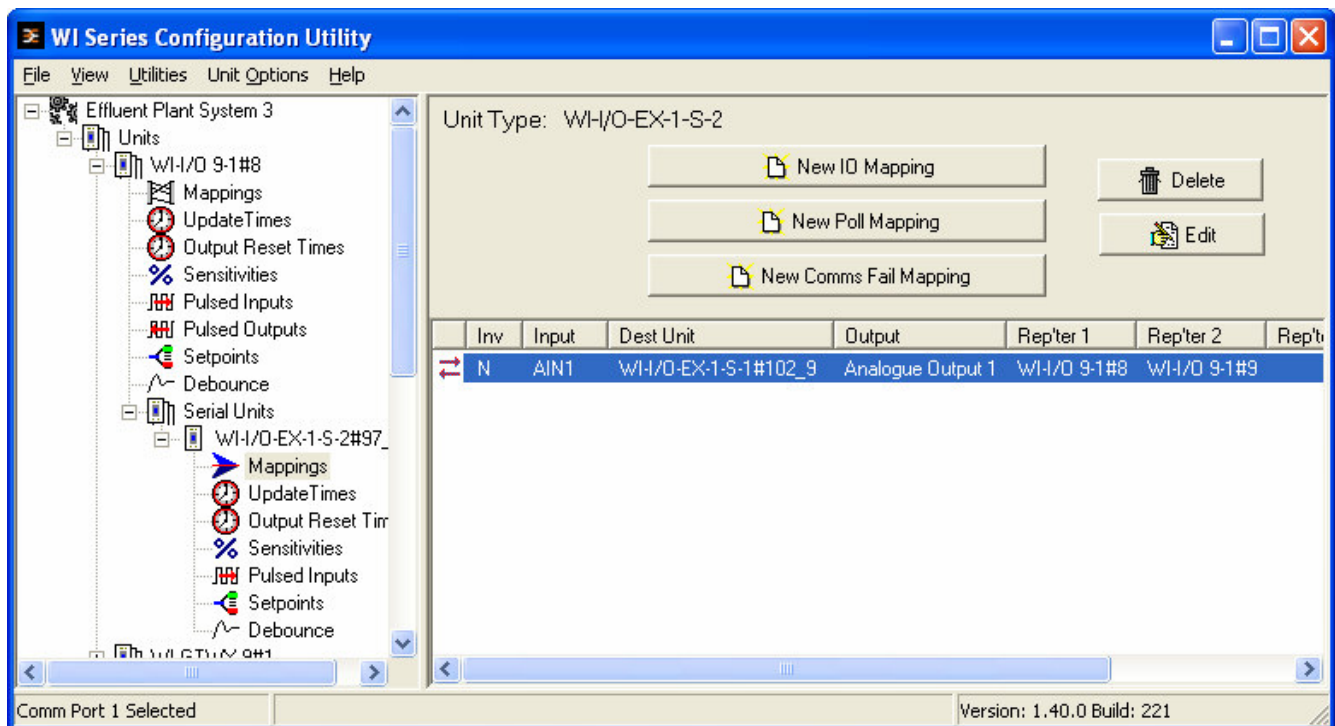 WI Series Configuration Utility
File View Utilities Unit Options Help
Effluent Plant System 3
Units
WI-I/O 9-1#8
Mappings
UpdateTimes
Output Reset Times
Sensitivities
Pulsed Inputs
Pulsed Outputs
Setpoints
Debounce
Serial Units
WI-I/O-EX-1-S-2#97_
Mappings
UpdateTimes
Output Reset Tim
Sensitivities
Pulsed Inputs
Setpoints
Debounce
Unit Type: WI-I/O-EX-1-S-2
New IO Mapping
New Poll Mapping
New Comms Fail Mapping
Delete
Edit
Inv Input Dest Unit Output Rep'ter 1 Rep'ter 2 Rep'te
N AIN1 WI-I/O-EX-1-S-1#102_9 Analogue Output 1 WI-I/O 9-1#8 WI-I/O 9-1#9
Comm Port 1 Selected
Version: 1.40.0 Build: 221